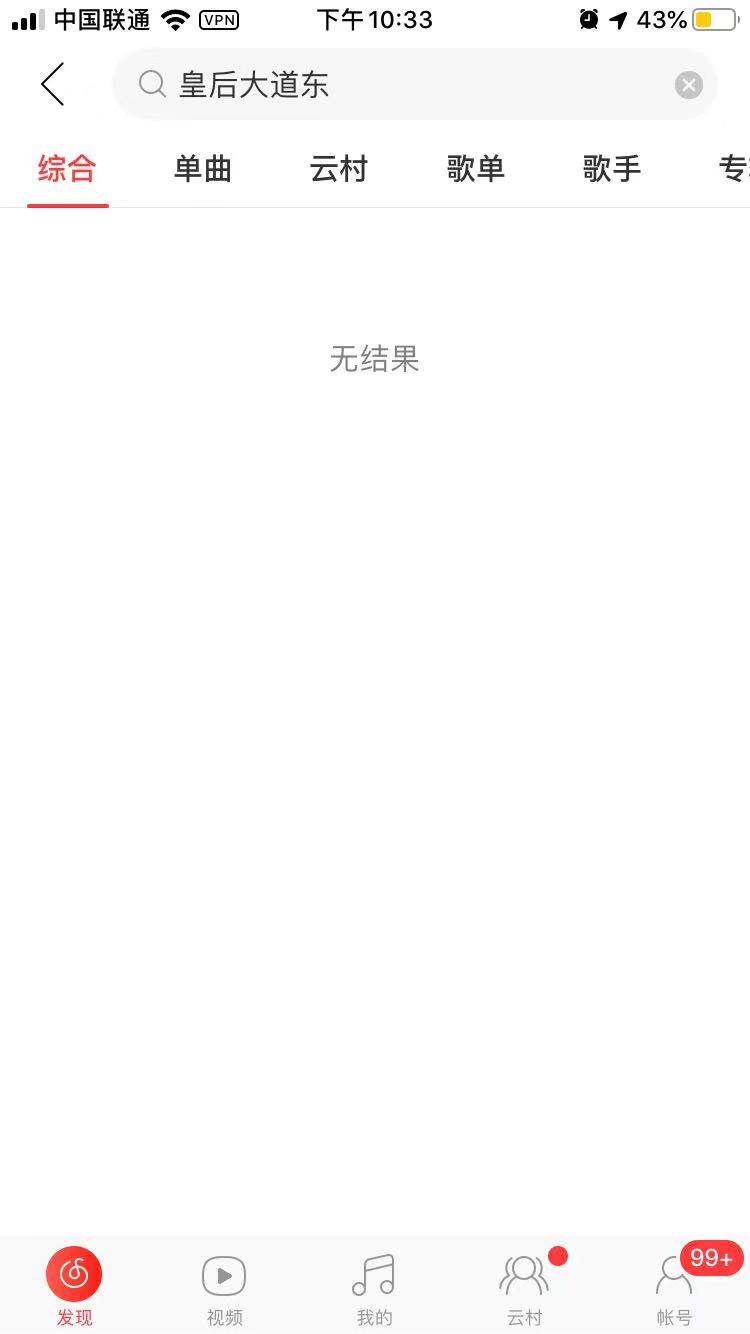 中国联通 VPN 下午10:33 43%
皇后大道东
综合 单曲 云村 歌单 歌手 专
无结果
99+
发现 视频 我的 云村 帐号